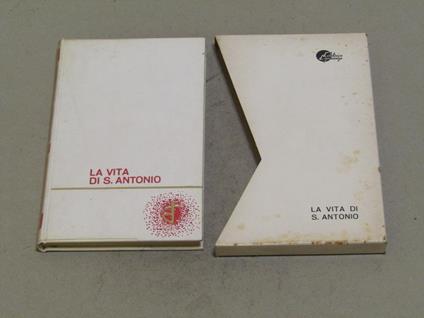 LA VITA
DI S. ANTONIO
LA VITA DI
S. ANTONIO